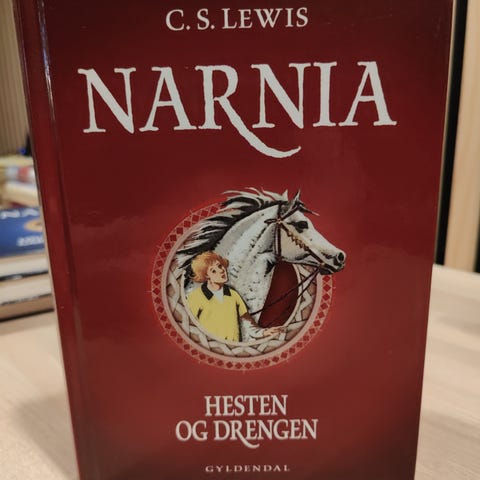 C. S. LEWIS
NARNIA
HESTEN
OG DRENGEN
GYLDENDAL